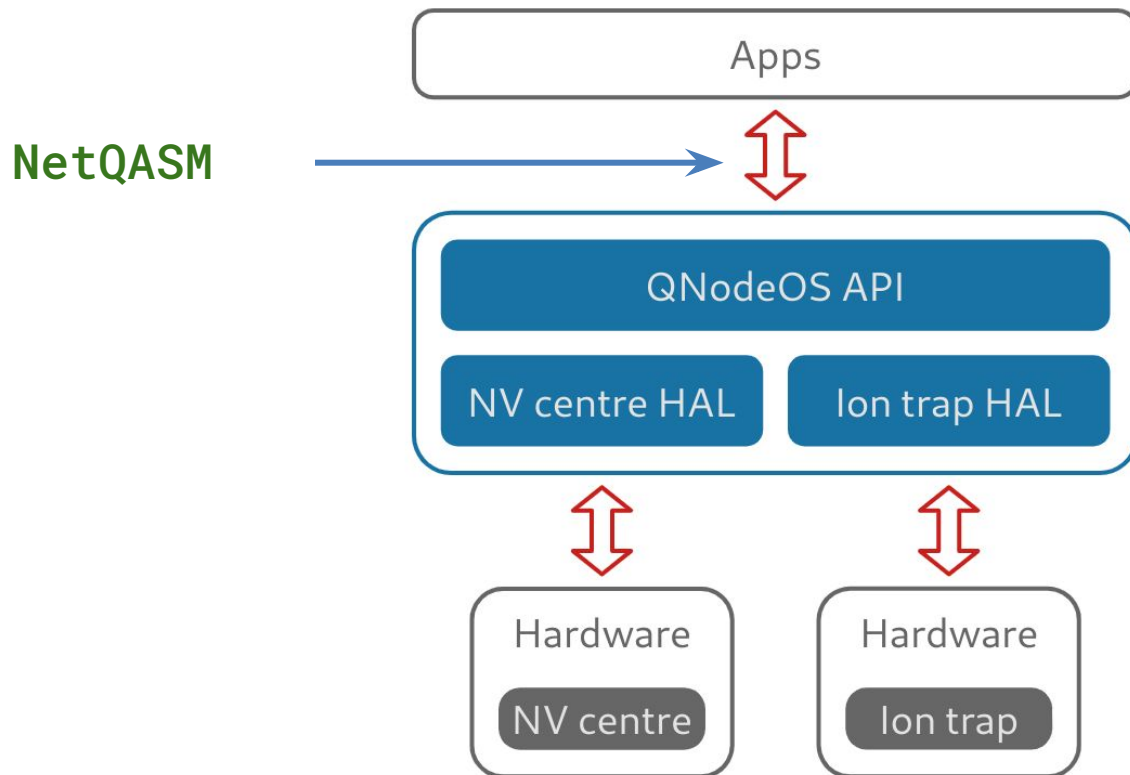 Apps
NetQASM
QNodeOS API
NV centre HAL
Ion trap HAL
Hardware
NV centre
Hardware
Ion trap